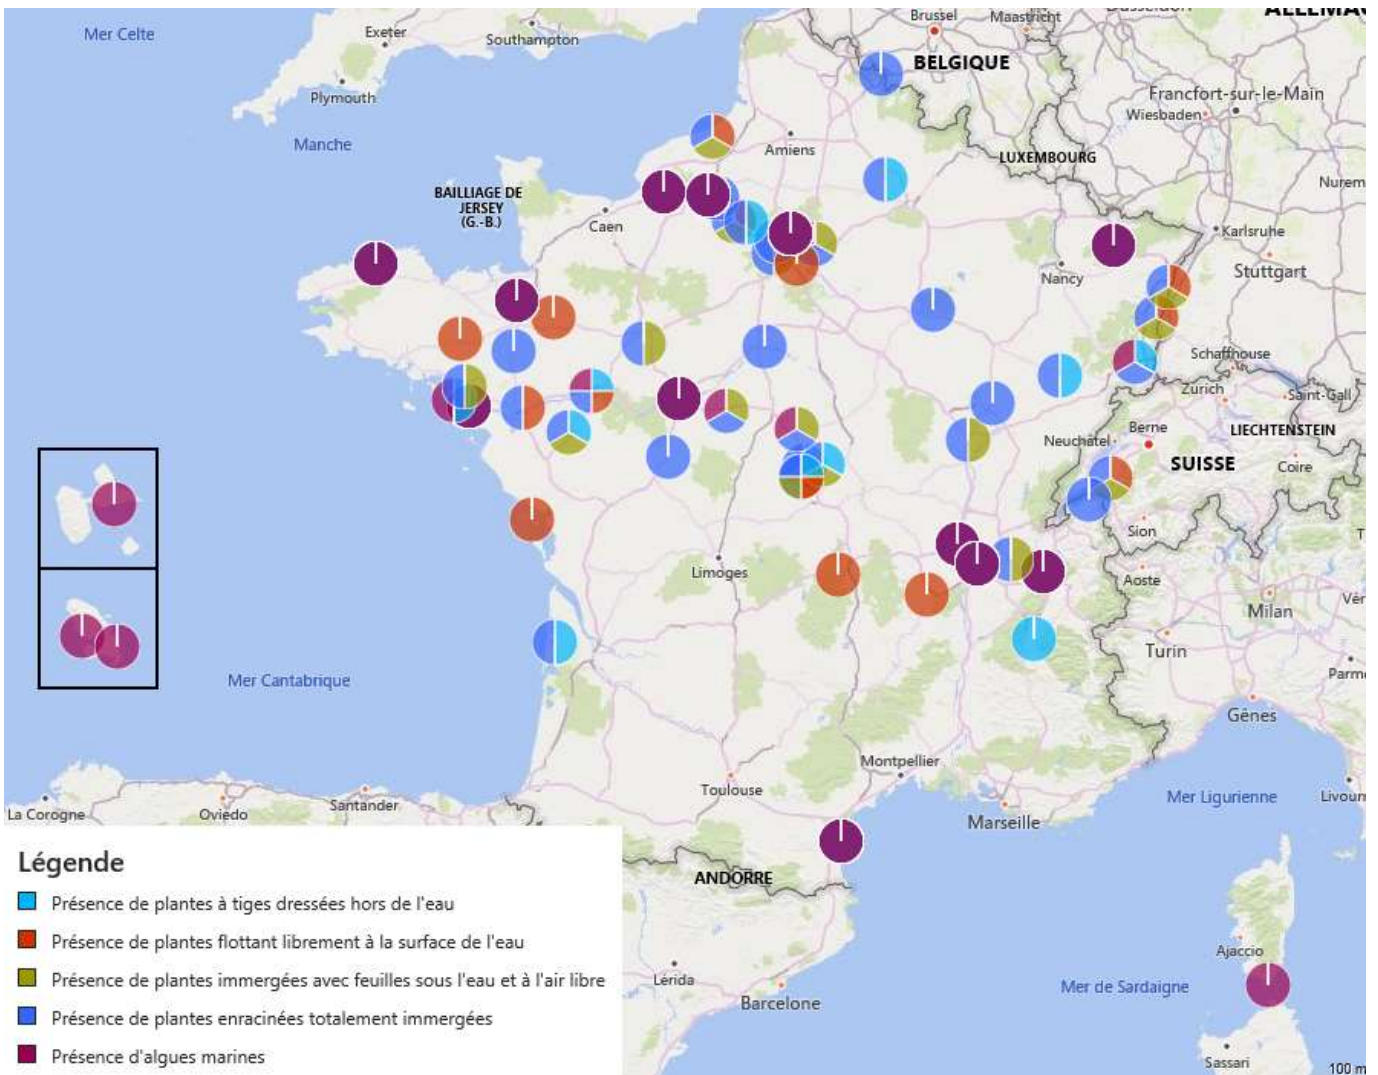 Brussel
Maastricht
Mer Celte
Exeter
Southampton
BELGIQUE
Plymouth
Francfort-sur-le-Main
Wiesbaden
Manche
Amiens
LUXEMBOURG
Nurem
BAILLIAGE DE
JERSEY
(G.-B.)
Caen
Karlsruhe
Nancy
Stuttgart
Schaffhouse
Zurich
Saint-Gall
Berne
LIECHTENSTEIN
Neuchâtel
SUISSE
Coire
Sion
Limoges
Aoste
Milan
Vér
Turin
Parm
Mer Cantabrique
Gênes
Montpellier
Toulouse
Mer Ligurienne
Livourn
La Corogne
Oviedo
Santander
Marseille
ANDORRE
Ajaccio
Lérida
Mer de Sardaigne
Barcelone
Sassari
100 m
Légende
Présence de plantes à tiges dressées hors de l'eau
Présence de plantes flottant librement à la surface de l'eau
Présence de plantes immergées avec feuilles sous l'eau et à l'air libre
Présence de plantes enracinées totalement immergées
Présence d'algues marines